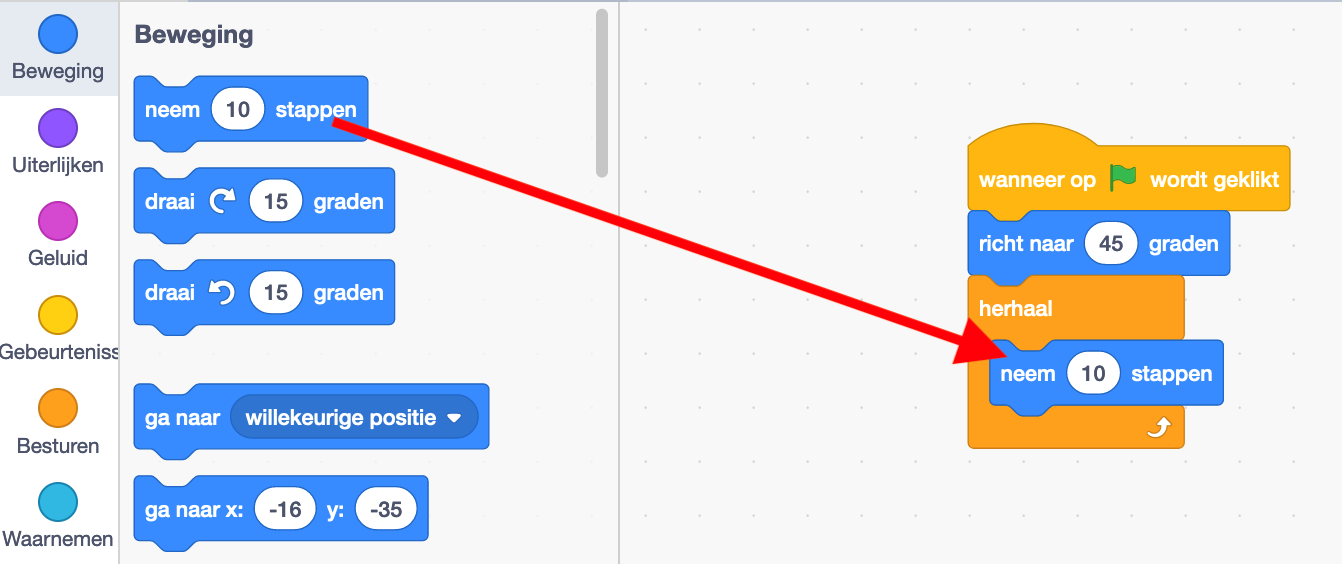 Beweging
Uiterlijken
Geluid
Gebeurteniss
Besturen
Waarnemen
Beweging
neem 10 stappen
draai 15 graden
draai 15 graden
ga naar willekeurige positie
ga naar x: -16 y: -35
wanneer op wordt geklikt
richt naar 45 graden
herhaal
neem 10 stappen